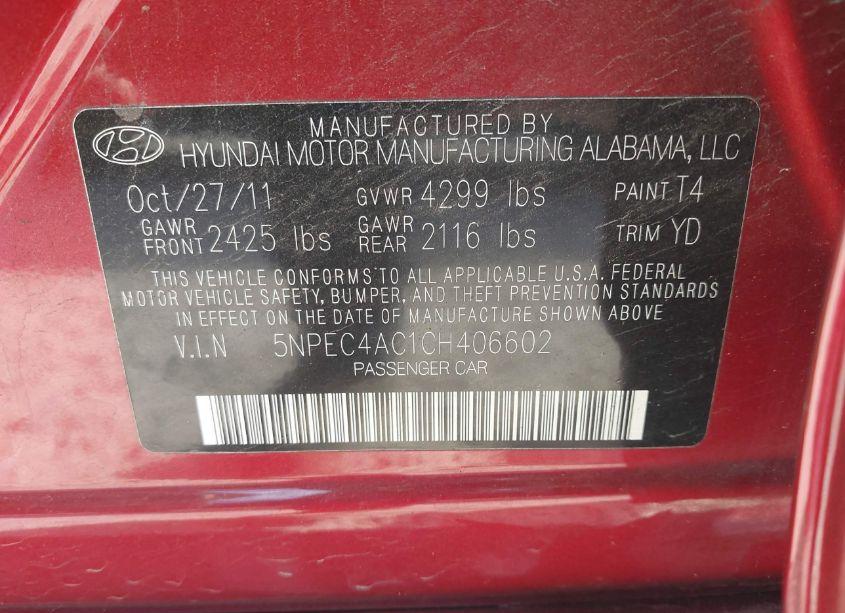 MANUFACTURED BY
HYUNDAI MOTOR MANUFACTURING ALABAMA, LLC
Oct/27/11 GVWR 4299 lbs PAINT T4
GAWR FRONT 2425 lbs GAWR REAR 2116 lbs TRIM YD
THIS VEHICLE CONFORMS TO ALL APPLICABLE U.S.A. FEDERAL
MOTOR VEHICLE SAFETY, BUMPER, AND THEFT PREVENTION STANDARDS
IN EFFECT ON THE DATE OF MANUFACTURE SHOWN ABOVE
V.I.N 5NPEC4AC1CH406602
PASSENGER CAR